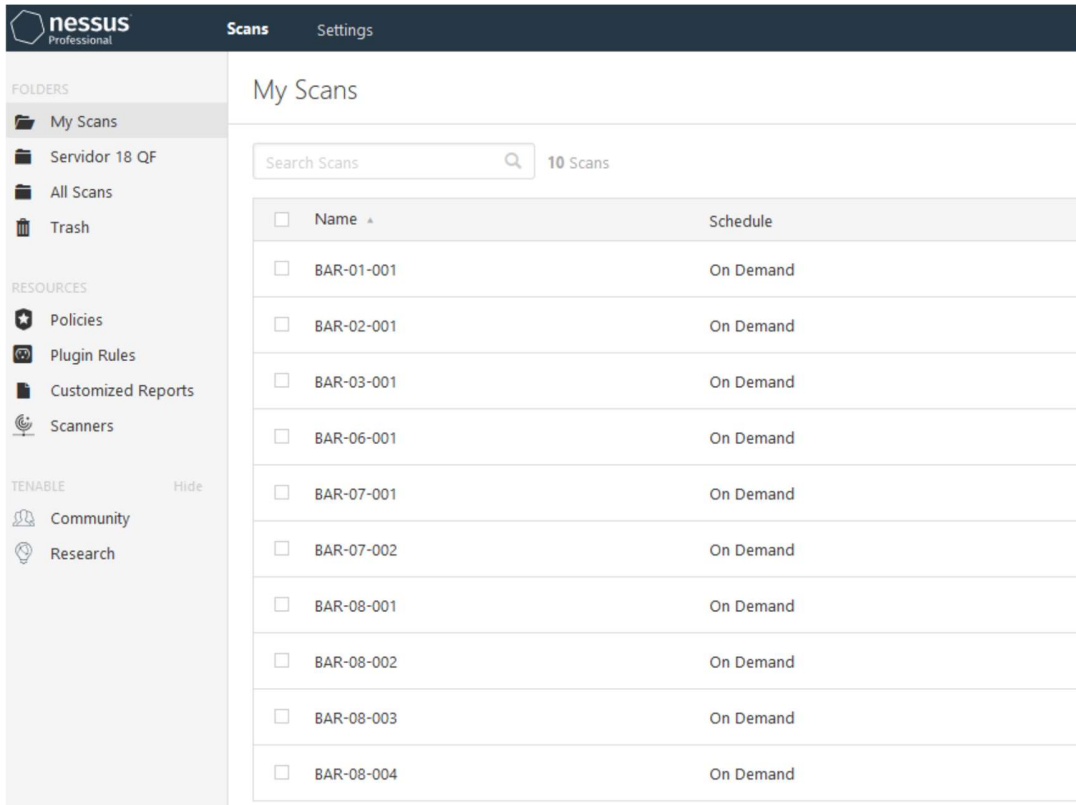 nessus
Professional
Scans
Settings
FOLDERS
My Scans
Servidor 18 QF
All Scans
Trash
RESOURCES
Policies
Plugin Rules
Customized Reports
Scanners
TENABLE
Hide
Community
Research
My Scans
Search Scans
10 Scans
Name
Schedule
BAR-01-001 On Demand
BAR-02-001 On Demand
BAR-03-001 On Demand
BAR-06-001 On Demand
BAR-07-001 On Demand
BAR-07-002 On Demand
BAR-08-001 On Demand
BAR-08-002 On Demand
BAR-08-003 On Demand
BAR-08-004 On Demand